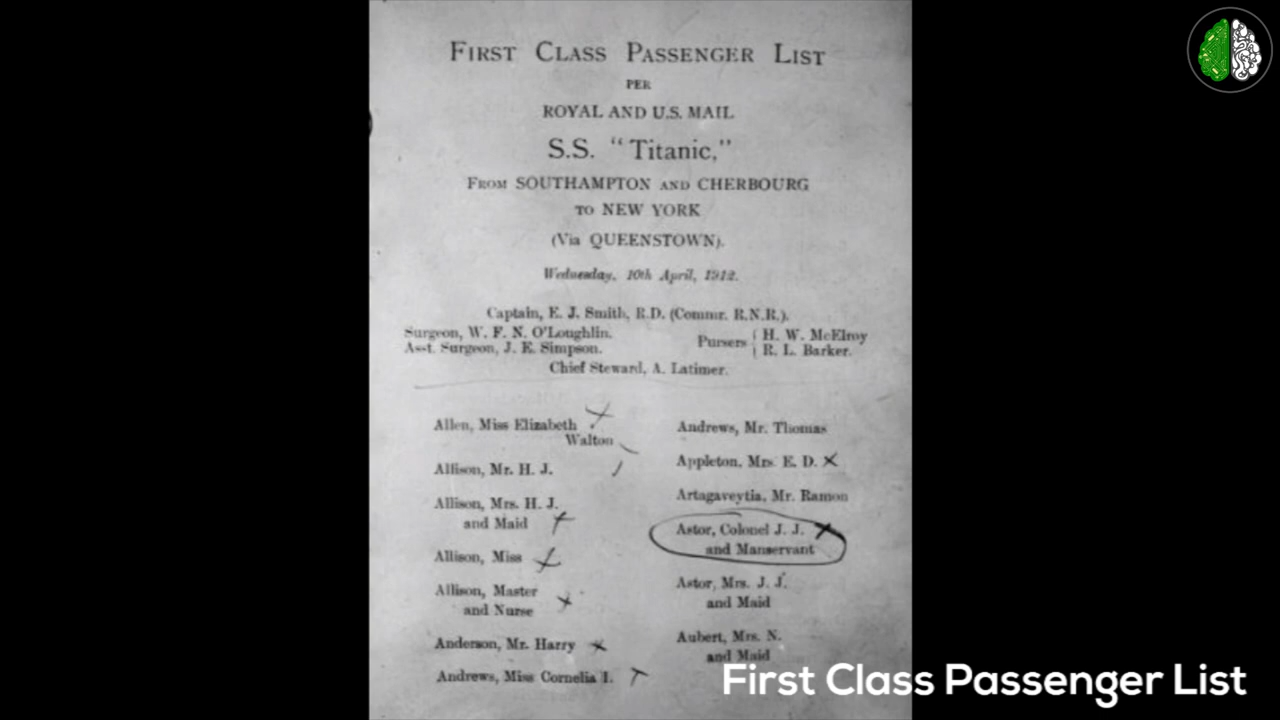 First Class Passenger List
PER
ROYAL AND U.S. MAIL
S.S. "Titanic,"
From SOUTHAMPTON AND CHERBOURG
TO NEW YORK
(Via QUEENSTOWN).
Wednesday, 10th April, 1912.
Captain, E. J. Smith, R.D. (Commr. R.N.R.).
Surgeon, W. F. N. O'Loughlin.
Asst. Surgeon, J. E. Simpson.
Pursers { H. W. McElroy
R. L. Barker.
Chief Steward, A. Latimer.
Allen, Miss Elizabeth
Walton
Allison, Mr. H. J.
Allison, Mrs. H. J.
and Maid
Allison, Miss
Allison, Master
and Nurse
Anderson, Mr. Harry
Andrews, Miss Cornelia I.
Andrews, Mr. Thomas
Appleton, Mrs. E. D.
Artagaveytia, Mr. Ramon
Astor, Colonel J. J.
and Manservant
Astor, Mrs. J. J.
and Maid
Aubert, Mrs. N.
and Maid
First Class Passenger List